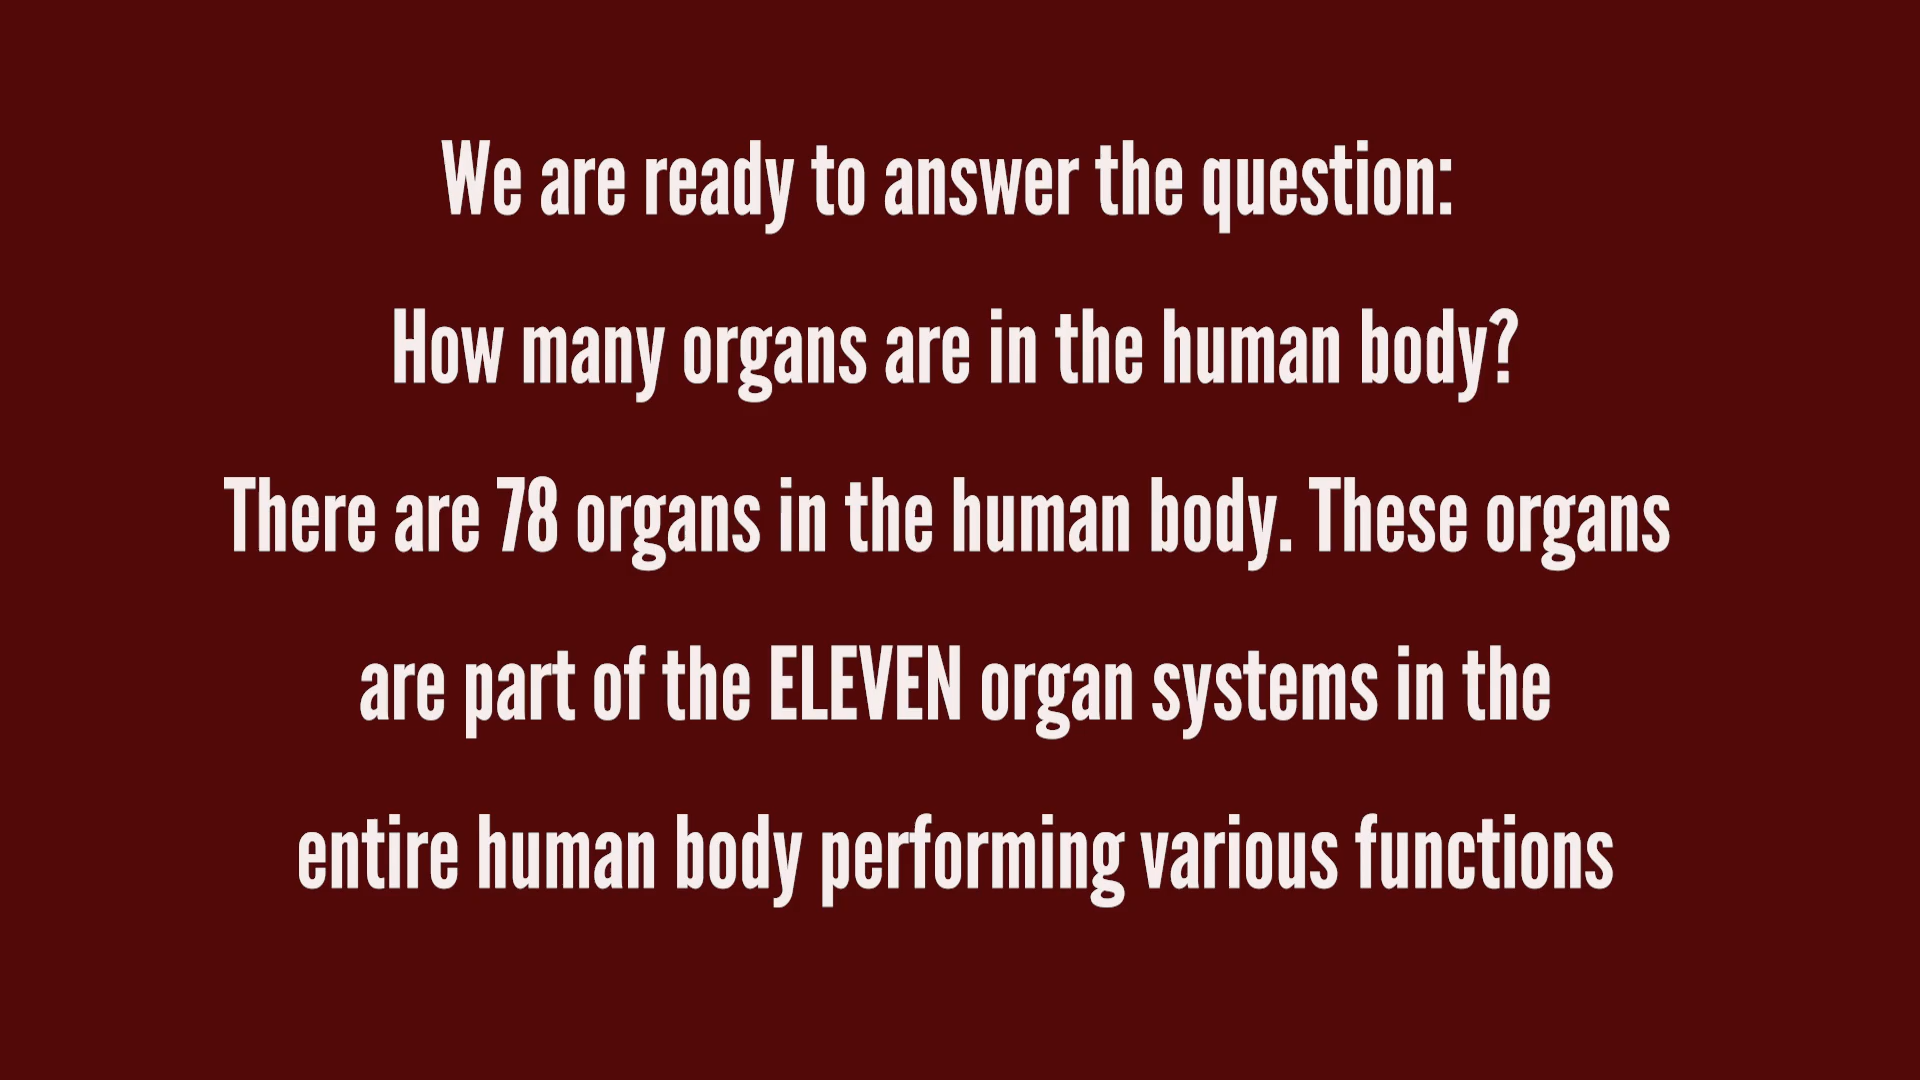 We are ready to answer the question:
How many organs are in the human body?
There are 78 organs in the human body. These organs
are part of the ELEVEN organ systems in the
entire human body performing various functions